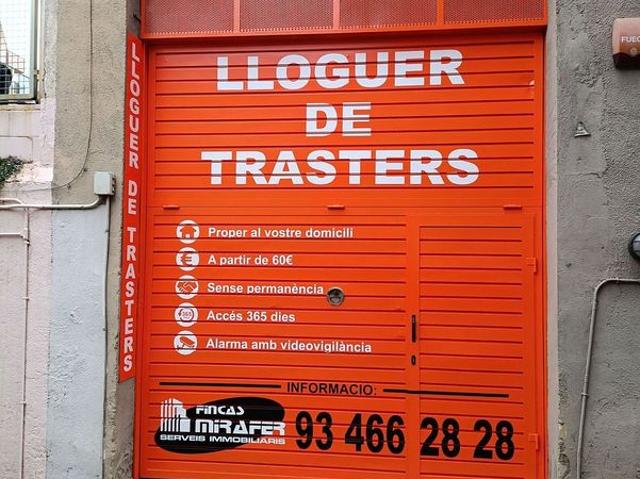 LLOGUER
DE
TRASTERS
LLOGUER DE TRASTERS
Proper al vostre domicili
€ A partir de 60€
Sense permanència
365 Accés 365 dies
Alarma amb videovigilància
INFORMACIO:
FINCAS
MIRAFER
SERVEIS IMMOBILIARIS
93 466 28 28